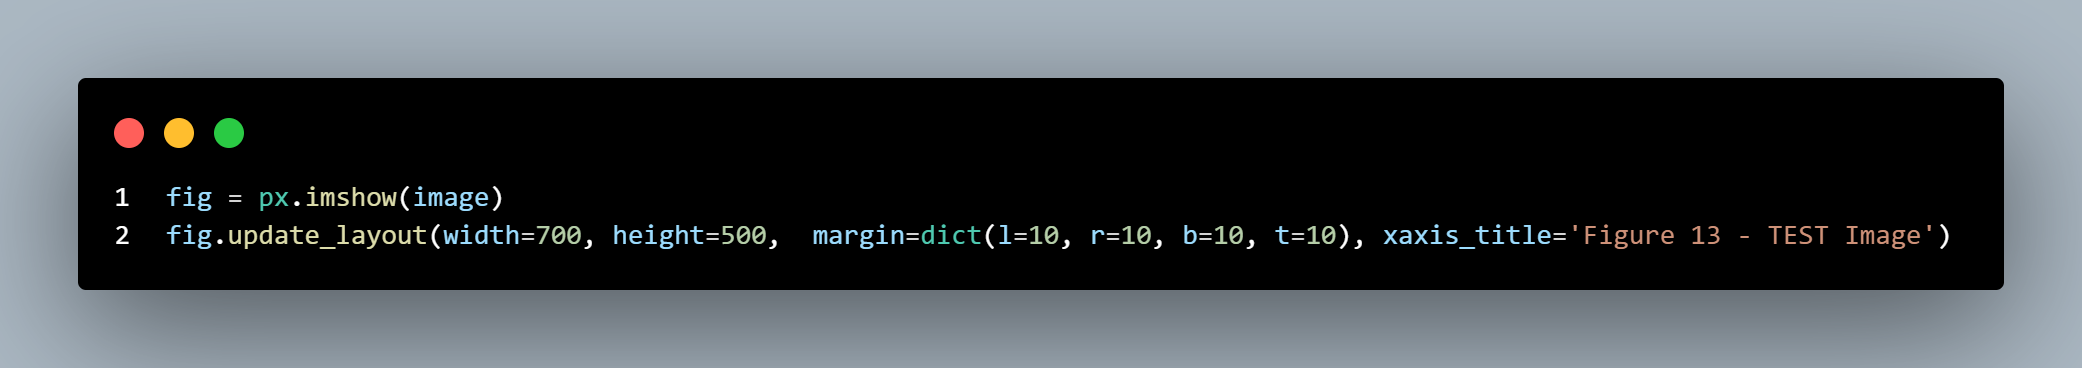 1 fig = px.imshow(image)
2 fig.update_layout(width=700, height=500,  margin=dict(l=10, r=10, b=10, t=10), xaxis_title='Figure 13 - TEST Image')